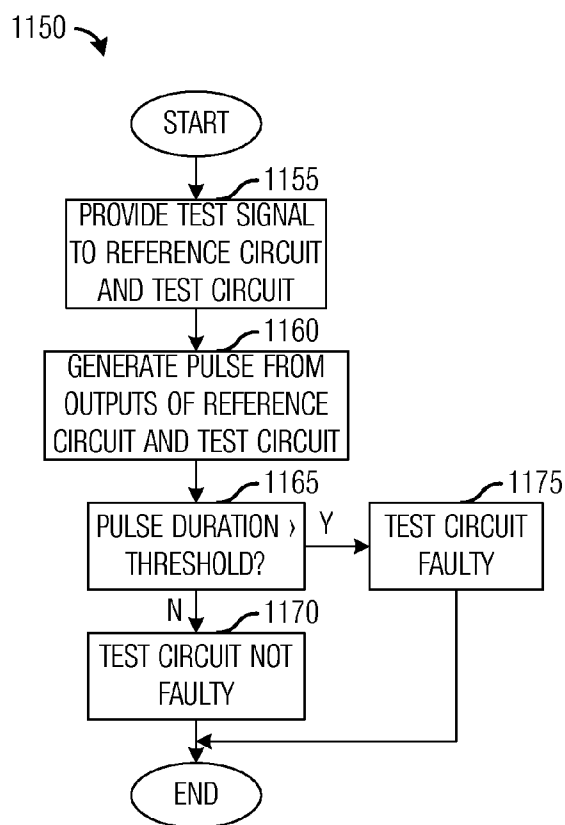 1150
START
1155
PROVIDE TEST SIGNAL
TO REFERENCE CIRCUIT
AND TEST CIRCUIT
1160
GENERATE PULSE FROM
OUTPUTS OF REFERENCE
CIRCUIT AND TEST CIRCUIT
1165
PULSE DURATION >
THRESHOLD?
Y
1175
TEST CIRCUIT
FAULTY
N
1170
TEST CIRCUIT NOT
FAULTY
END